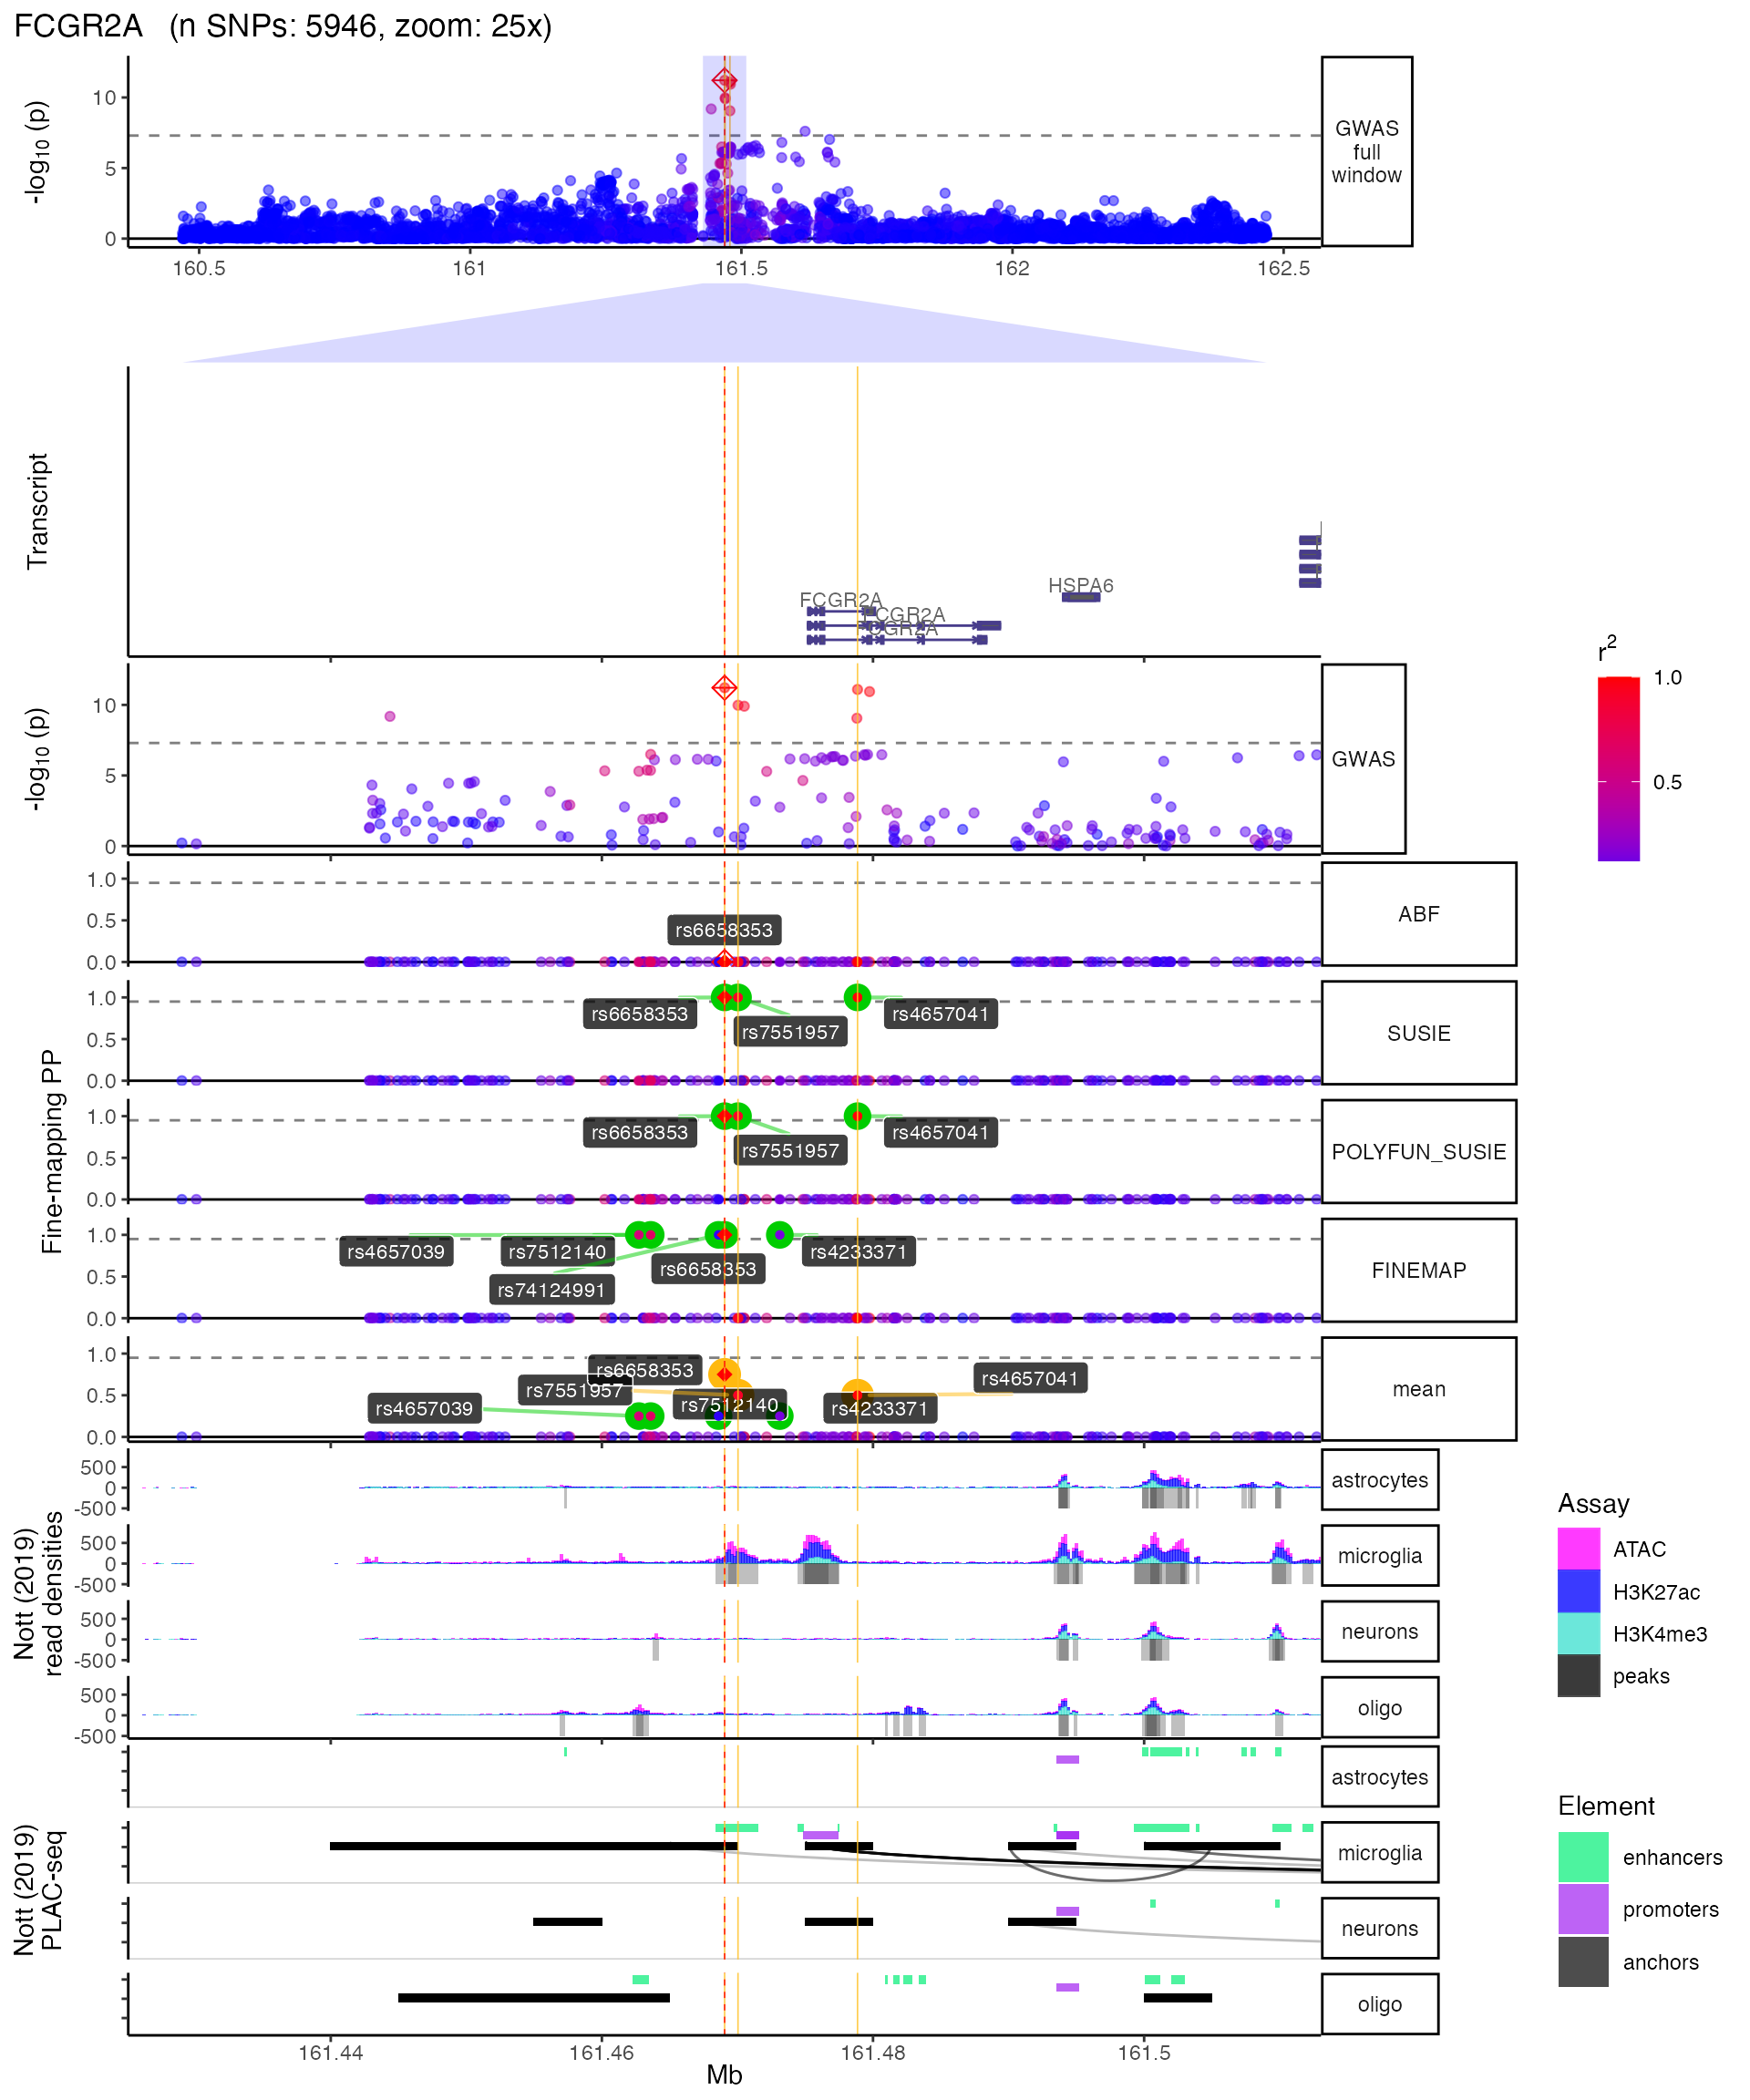 FCGR2A (n SNPs: 5946, zoom: 25x)
-log10 (p)
10
5
0
GWAS
full
window
160.5 161 161.5 162 162.5
Transcript
HSPA6
FCGR2A
CGR2A
CGR2A
-log10 (p)
10
5
0
GWAS
r2
1.0
0.5
Fine-mapping PP
1.0
0.5
0.0
rs6658353
ABF
1.0
0.5
0.0
rs6658353
rs7551957
rs4657041
SUSIE
1.0
0.5
0.0
rs6658353
rs7551957
rs4657041
POLYFUN_SUSIE
1.0
0.5
0.0
rs4657039
rs7512140
rs74124991
rs6658353
rs4233371
FINEMAP
1.0
0.5
0.0
rs6658353
rs7551957
rs4657039
rs7512140
rs4233371
rs4657041
mean
Nott (2019)
read densities
500
0
-500
astrocytes
500
0
-500
microglia
500
0
-500
neurons
500
0
-500
oligo
Assay
ATAC
H3K27ac
H3K4me3
peaks
Nott (2019)
PLAC-seq
astrocytes
microglia
neurons
oligo
Element
enhancers
promoters
anchors
161.44 161.46 161.48 161.5
Mb